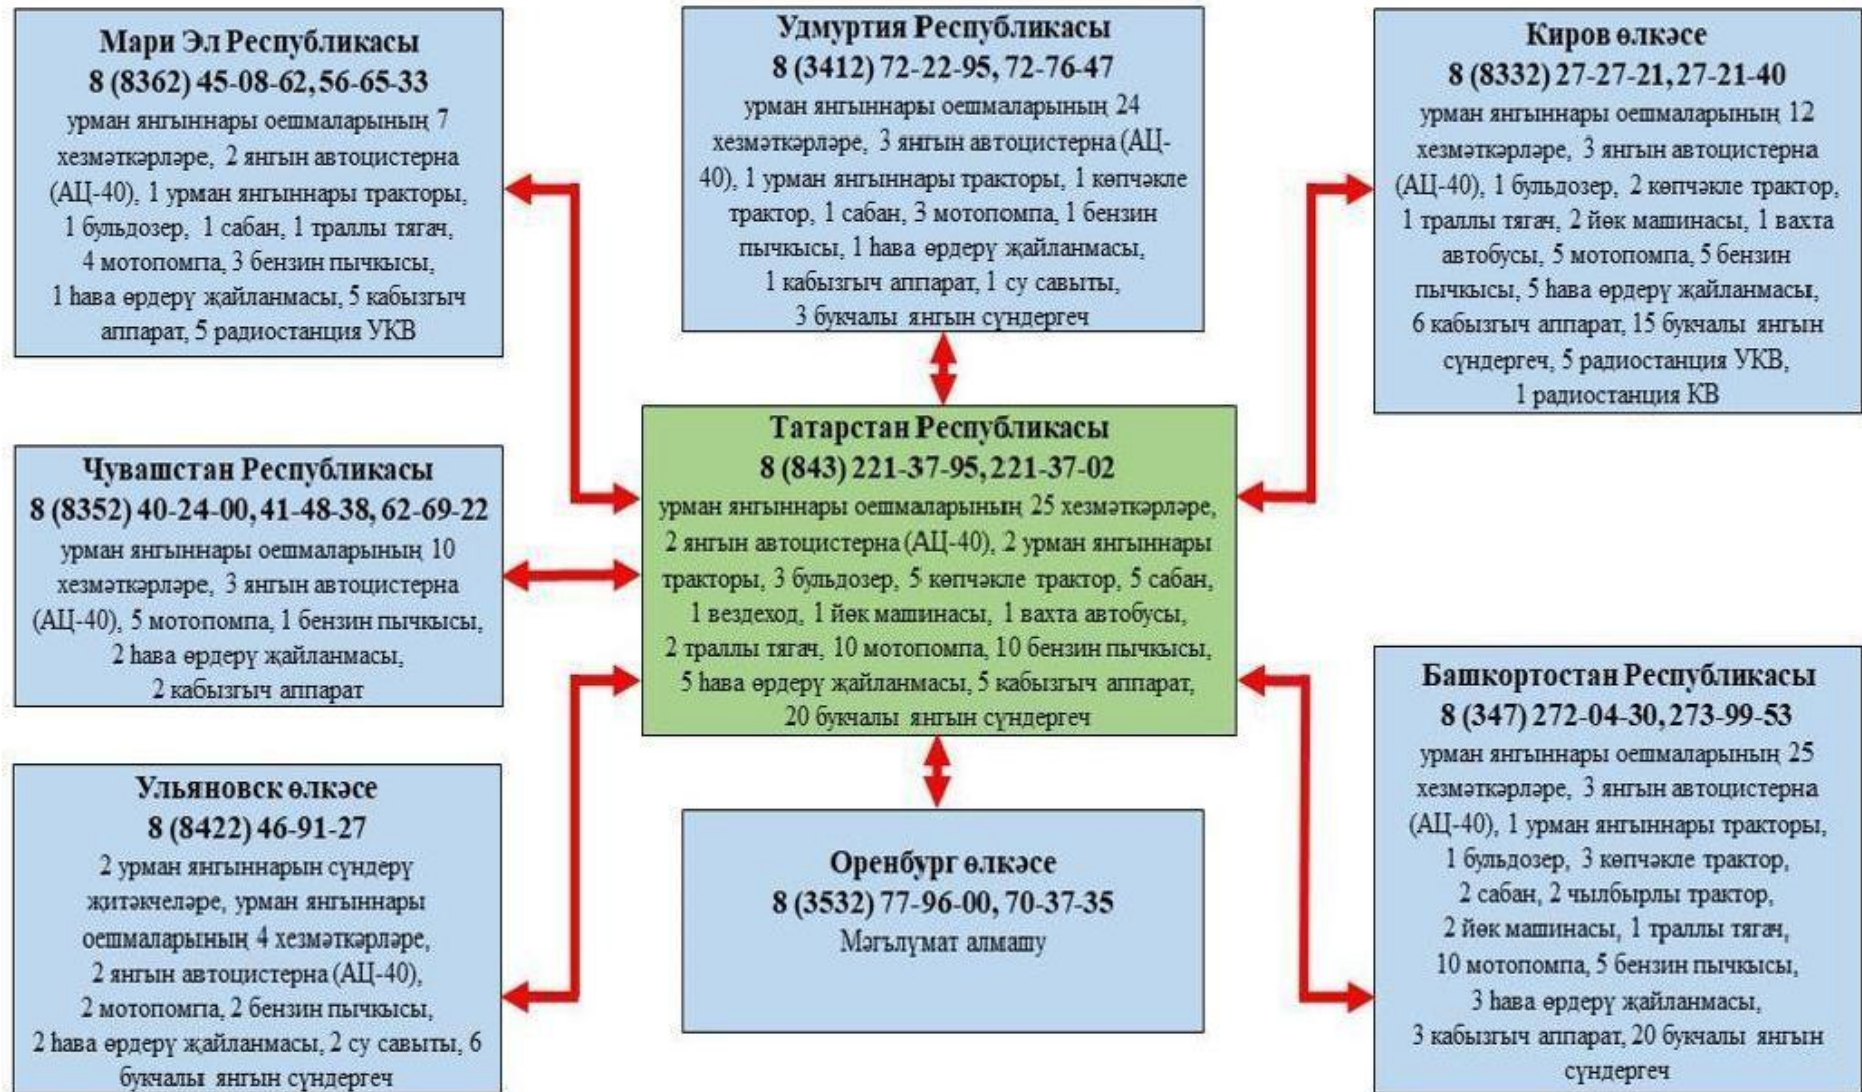 Мари Эл Республикасы
8 (8362) 45-08-62, 56-65-33
урман янгыннары оешмаларының 7
хезмәткәрләре, 2 янгын автоцистерна
(АЦ-40), 1 урман янгыннары тракторы,
1 бульдозер, 1 сабан, 1 траллы тягач,
4 мотопомпа, 3 бензин пычкысы,
1 һава өрдерү җайланмасы, 5 кабызгыч
аппарат, 5 радиостанция УКВ
Удмуртия Республикасы
8 (3412) 72-22-95, 72-76-47
урман янгыннары оешмаларының 24
хезмәткәрләре, 3 янгын автоцистерна (АЦ-
40), 1 урман янгыннары тракторы, 1 көпчәкле
трактор, 1 сабан, 3 мотопомпа, 1 бензин
пычкысы, 1 һава өрдерү җайланмасы,
1 кабызгыч аппарат, 1 су савыты,
3 букчалы янгын сүндергеч
Киров өлкәсе
8 (8332) 27-27-21, 27-21-40
урман янгыннары оешмаларының 12
хезмәткәрләре, 3 янгын автоцистерна
(АЦ-40), 1 бульдозер, 2 көпчәкле трактор,
1 траллы тягач, 2 йөк машинасы, 1 вахта
автобусы, 5 мотопомпа, 5 бензин
пычкысы, 5 һава өрдерү җайланмасы,
6 кабызгыч аппарат, 15 букчалы янгын
сүндергеч, 5 радиостанция УКВ,
1 радиостанция КВ
Татарстан Республикасы
8 (843) 221-37-95, 221-37-02
урман янгыннары оешмаларының 25 хезмәткәрләре,
2 янгын автоцистерна (АЦ-40), 2 урман янгыннары
тракторы, 3 бульдозер, 5 көпчәкле трактор, 5 сабан,
1 вездеход, 1 йөк машинасы, 1 вахта автобусы,
2 траллы тягач, 10 мотопомпа, 10 бензин пычкысы,
5 һава өрдерү җайланмасы, 5 кабызгыч аппарат,
20 букчалы янгын сүндергеч
Чувашстан Республикасы
8 (8352) 40-24-00, 41-48-38, 62-69-22
урман янгыннары оешмаларының 10
хезмәткәрләре, 3 янгын автоцистерна
(АЦ-40), 5 мотопомпа, 1 бензин пычкысы,
2 һава өрдерү җайланмасы,
2 кабызгыч аппарат
Ульяновск өлкәсе
8 (8422) 46-91-27
2 урман янгыннарын сүндерү
җитәкчеләре, урман янгыннары
оешмаларының 4 хезмәткәрләре,
2 янгын автоцистерна (АЦ-40),
2 мотопомпа, 2 бензин пычкысы,
2 һава өрдерү җайланмасы, 2 су савыты, 6
букчалы янгын сүндергеч
Оренбург өлкәсе
8 (3532) 77-96-00, 70-37-35
Мәгълүмат алмашу
Башкортостан Республикасы
8 (347) 272-04-30, 273-99-53
урман янгыннары оешмаларының 25
хезмәткәрләре, 3 янгын автоцистерна
(АЦ-40), 1 урман янгыннары тракторы,
1 бульдозер, 3 көпчәкле трактор,
2 сабан, 2 чылбырлы трактор,
2 йөк машинасы, 1 траллы тягач,
10 мотопомпа, 5 бензин пычкысы,
3 һава өрдерү җайланмасы,
3 кабызгыч аппарат, 20 букчалы янгын
сүндергеч